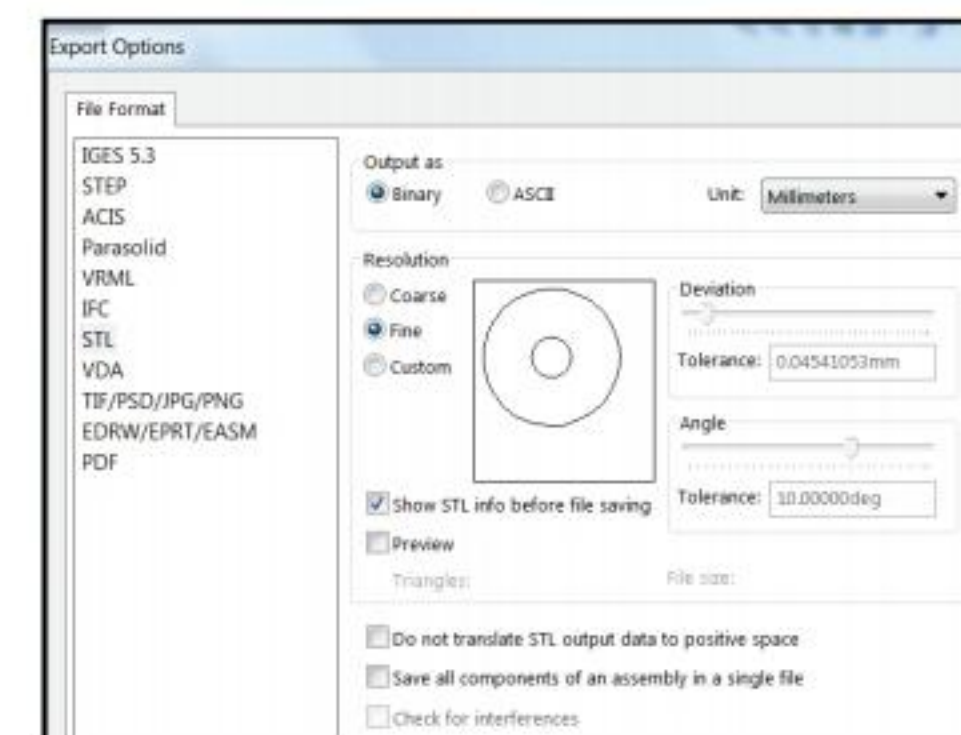 Export Options
File Format
IGES 5.3
STEP
ACIS
Parasolid
VRML
IFC
STL
VDA
TIF/PSD/JPG/PNG
EDRW/EPRT/EASM
PDF
Output as
Binary
ASCII
Unit:
Millimeters
Resolution
Coarse
Fine
Custom
Deviation
Tolerance:
0.04541053mm
Angle
Tolerance:
10.00000deg
Show STL info before file saving
Preview
Triangles:
File size:
Do not translate STL output data to positive space
Save all components of an assembly in a single file
Check for interferences